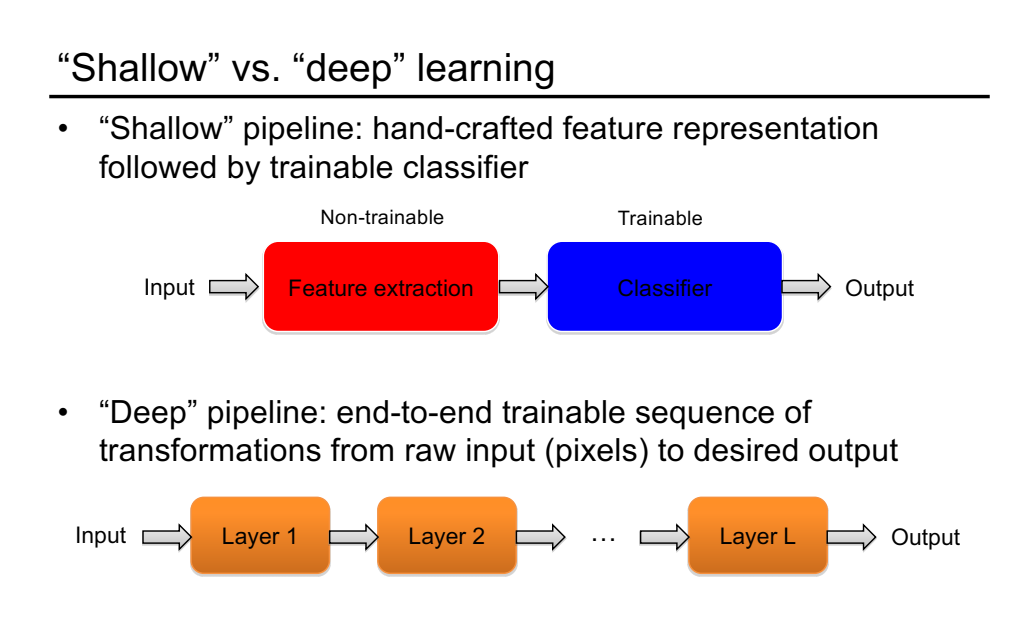 “Shallow” vs. “deep” learning
• “Shallow” pipeline: hand-crafted feature representation
followed by trainable classifier
Non-trainable
Trainable
Input
Feature extraction
Classifier
Output
• “Deep” pipeline: end-to-end trainable sequence of
transformations from raw input (pixels) to desired output
Input
Layer 1
Layer 2
…
Layer L
Output